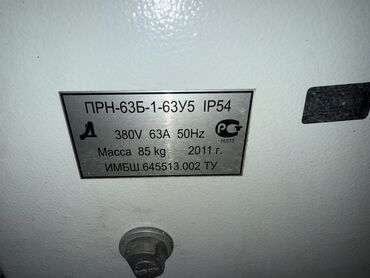 ПРН-63Б-1-63У5 IP54
380V 63A 50Hz
Масса 85 kg 2011 г.
ИМБШ.645513.002 ТУ